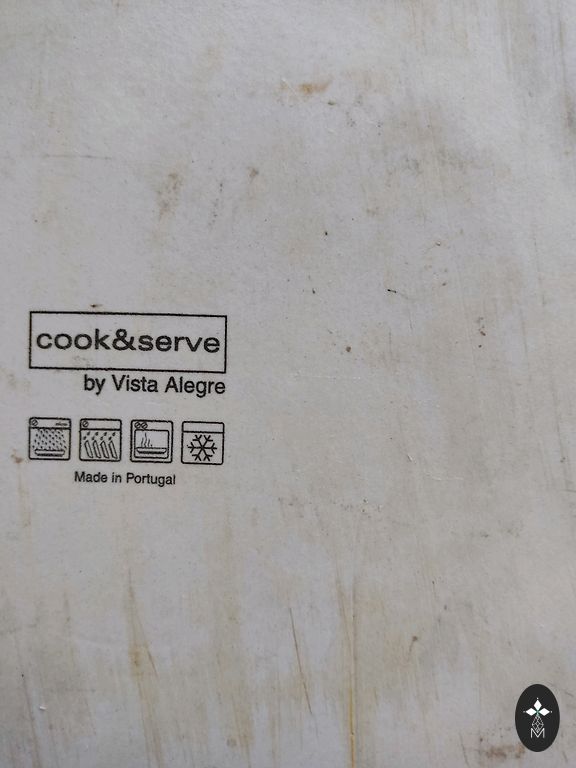 cook&serve
by Vista Alegre
Made in Portugal
M